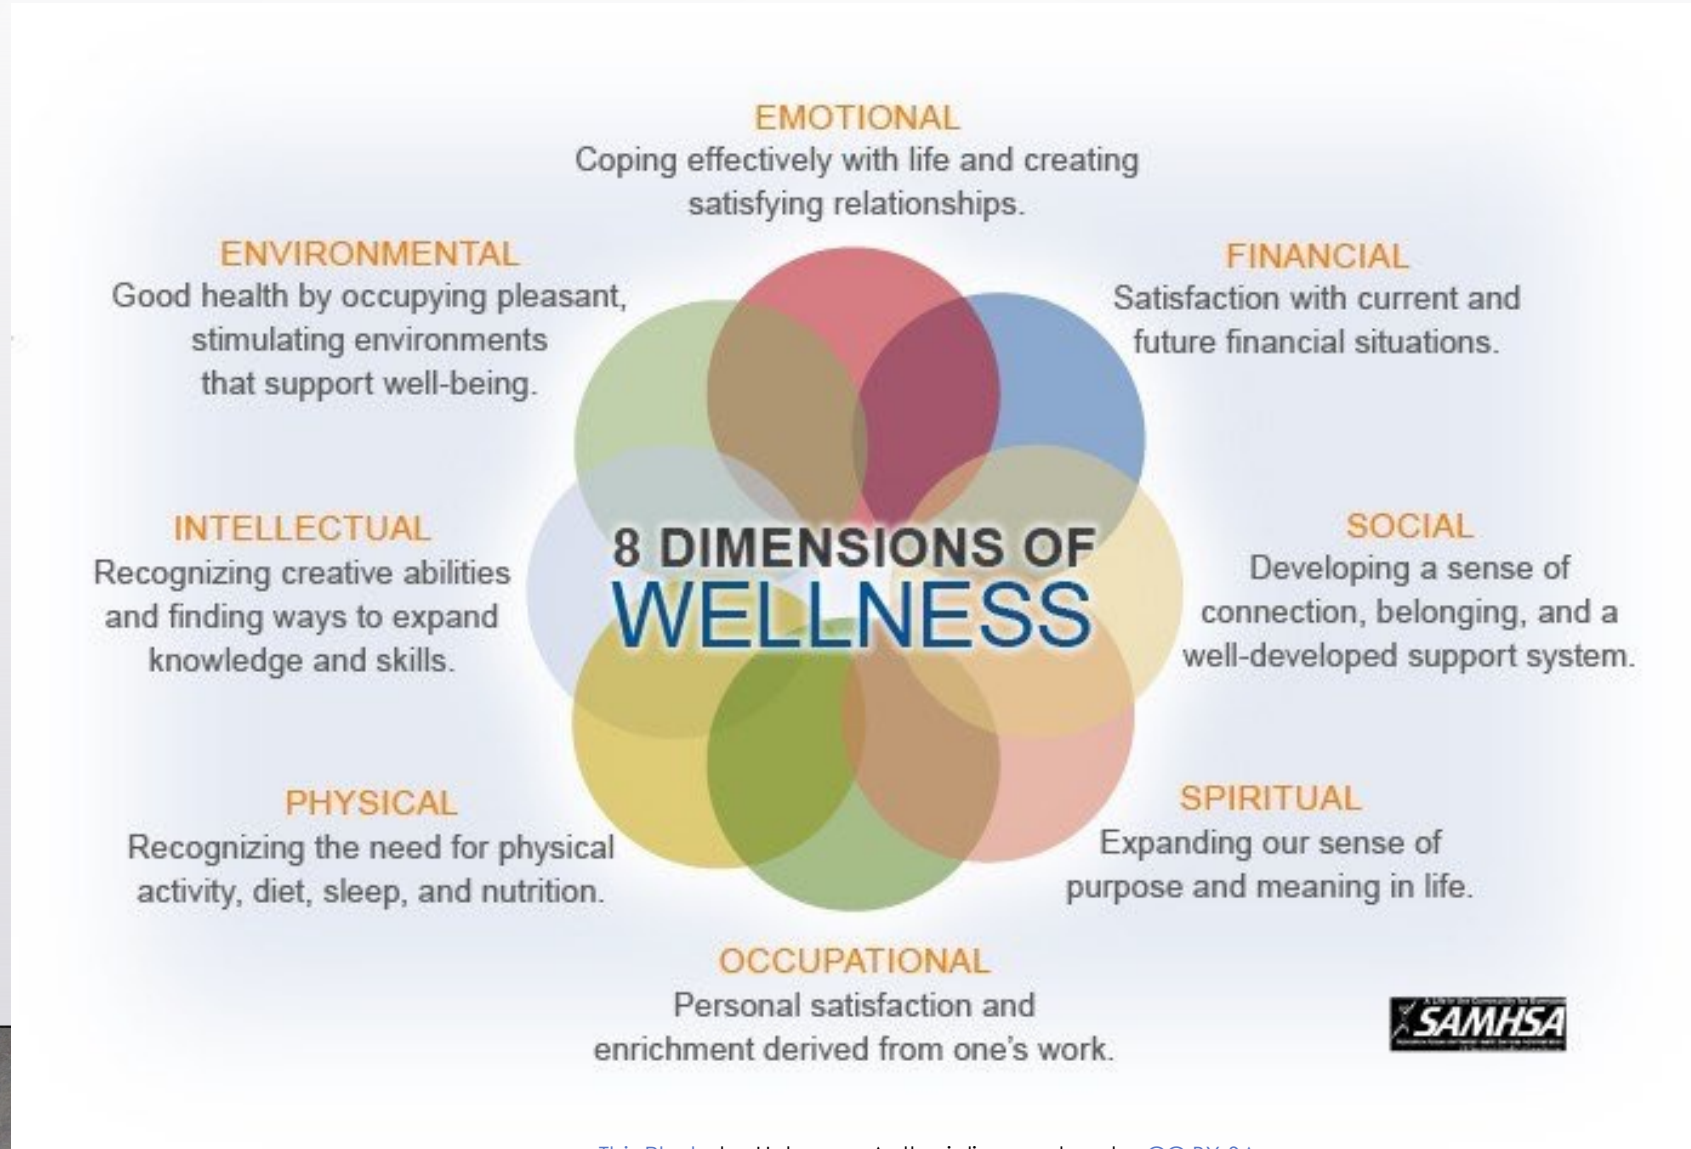 EMOTIONAL
Coping effectively with life and creating
satisfying relationships.
ENVIRONMENTAL
Good health by occupying pleasant,
stimulating environments
that support well-being.
FINANCIAL
Satisfaction with current and
future financial situations.
INTELLECTUAL
Recognizing creative abilities
and finding ways to expand
knowledge and skills.
8 DIMENSIONS OF
WELLNESS
SOCIAL
Developing a sense of
connection, belonging, and a
well-developed support system.
PHYSICAL
Recognizing the need for physical
activity, diet, sleep, and nutrition.
SPIRITUAL
Expanding our sense of
purpose and meaning in life.
OCCUPATIONAL
Personal satisfaction and
enrichment derived from one's work.
SAMHSA